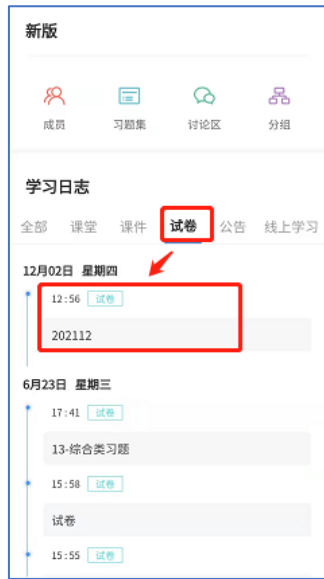 新版
成员 习题集 讨论区 分组
学习日志
全部 课堂 课件 试卷 公告 线上学习
12月02日 星期四
12:56 试卷
202112
6月23日 星期三
17:41 试卷
13-综合类习题
15:58 试卷
试卷
15:55 试卷